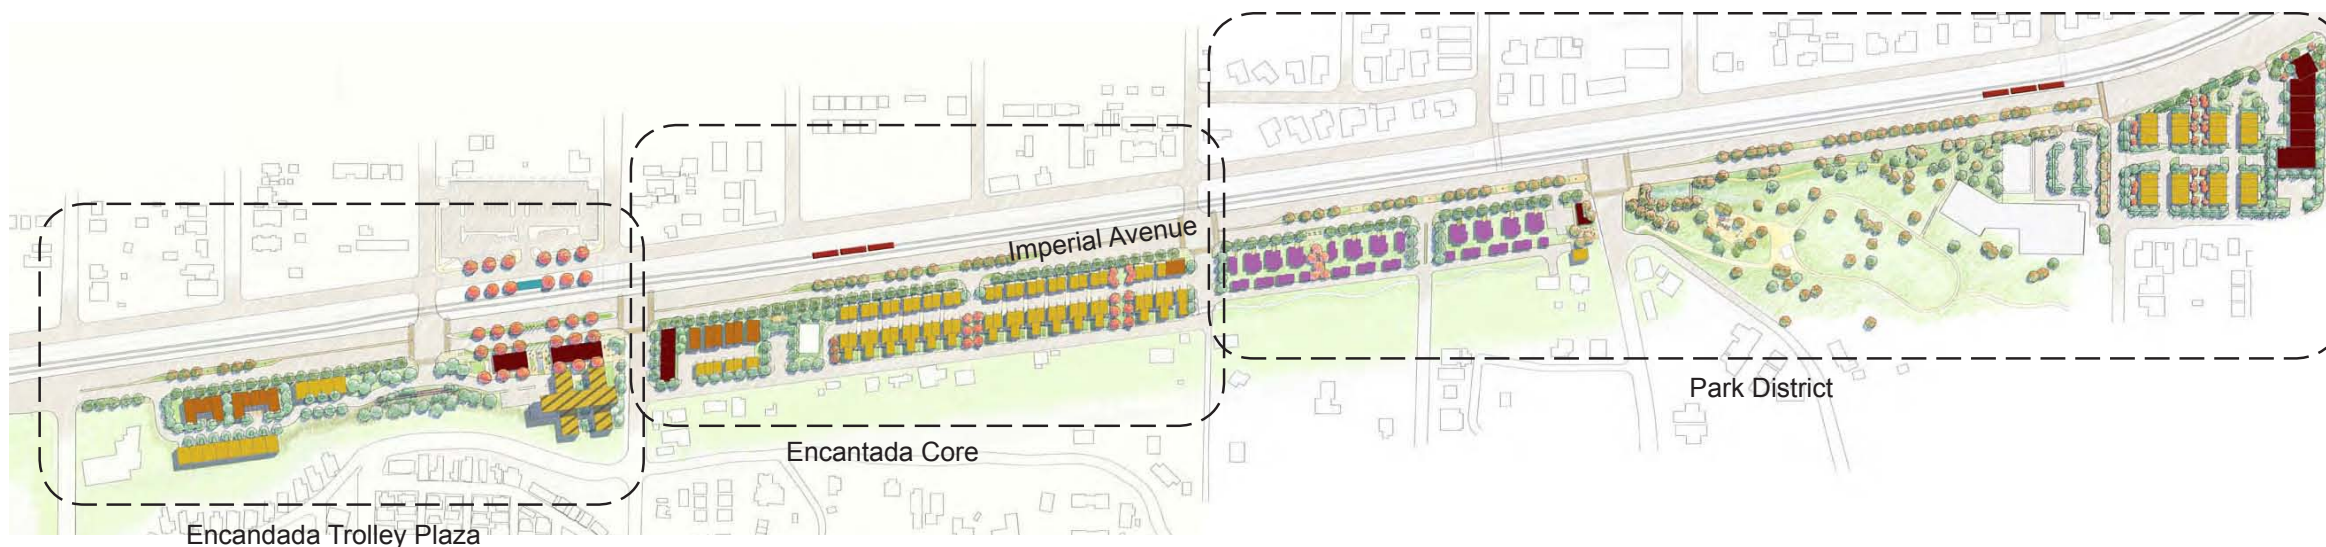 Imperial Avenue
Park District
Encantada Core
Encandada Trolley Plaza